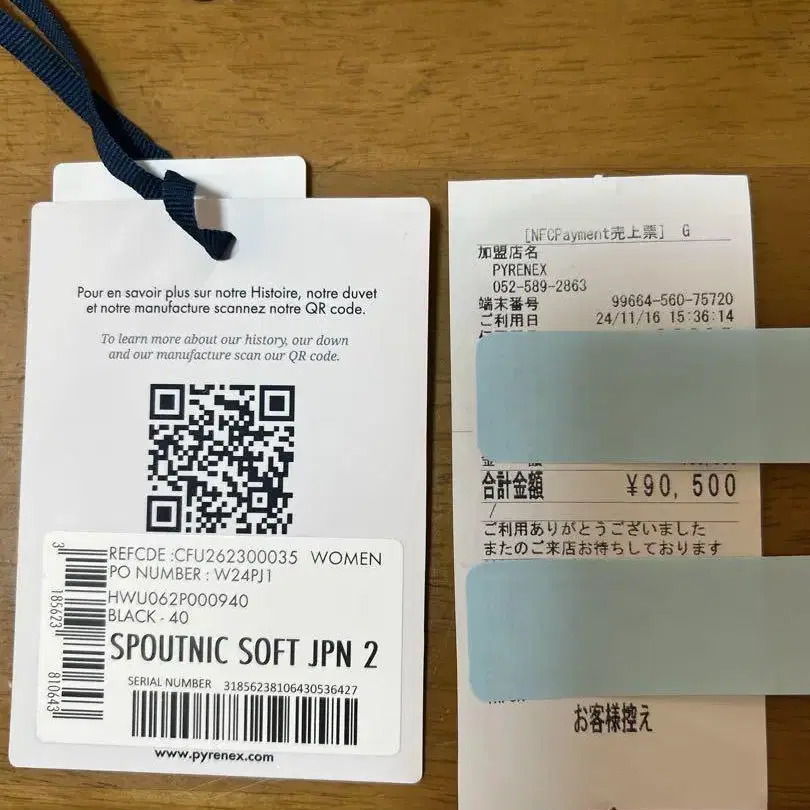 Pour en savoir plus sur notre Histoire, notre duvet
et notre manufacture scannez notre QR code.
To learn more about our history, our down
and our manufacture scan our QR code.
REFCDE :CFU262300035 WOMEN
PO NUMBER : W24PJ1
HWU062P000940
BLACK - 40
SPOUTNIC SOFT JPN 2
SERIAL NUMBER 31856238106430536427
3 185623 810643
www.pyrenex.com
[NFCPayment売上票] G
加盟店名
PYRENEX
052-589-2863
端末番号 99664-560-75720
ご利用日 24/11/16 15:36:14
合計金額 ¥90,500
/
ご利用ありがとうございました
またのご来店お待ちしております
お客様控え